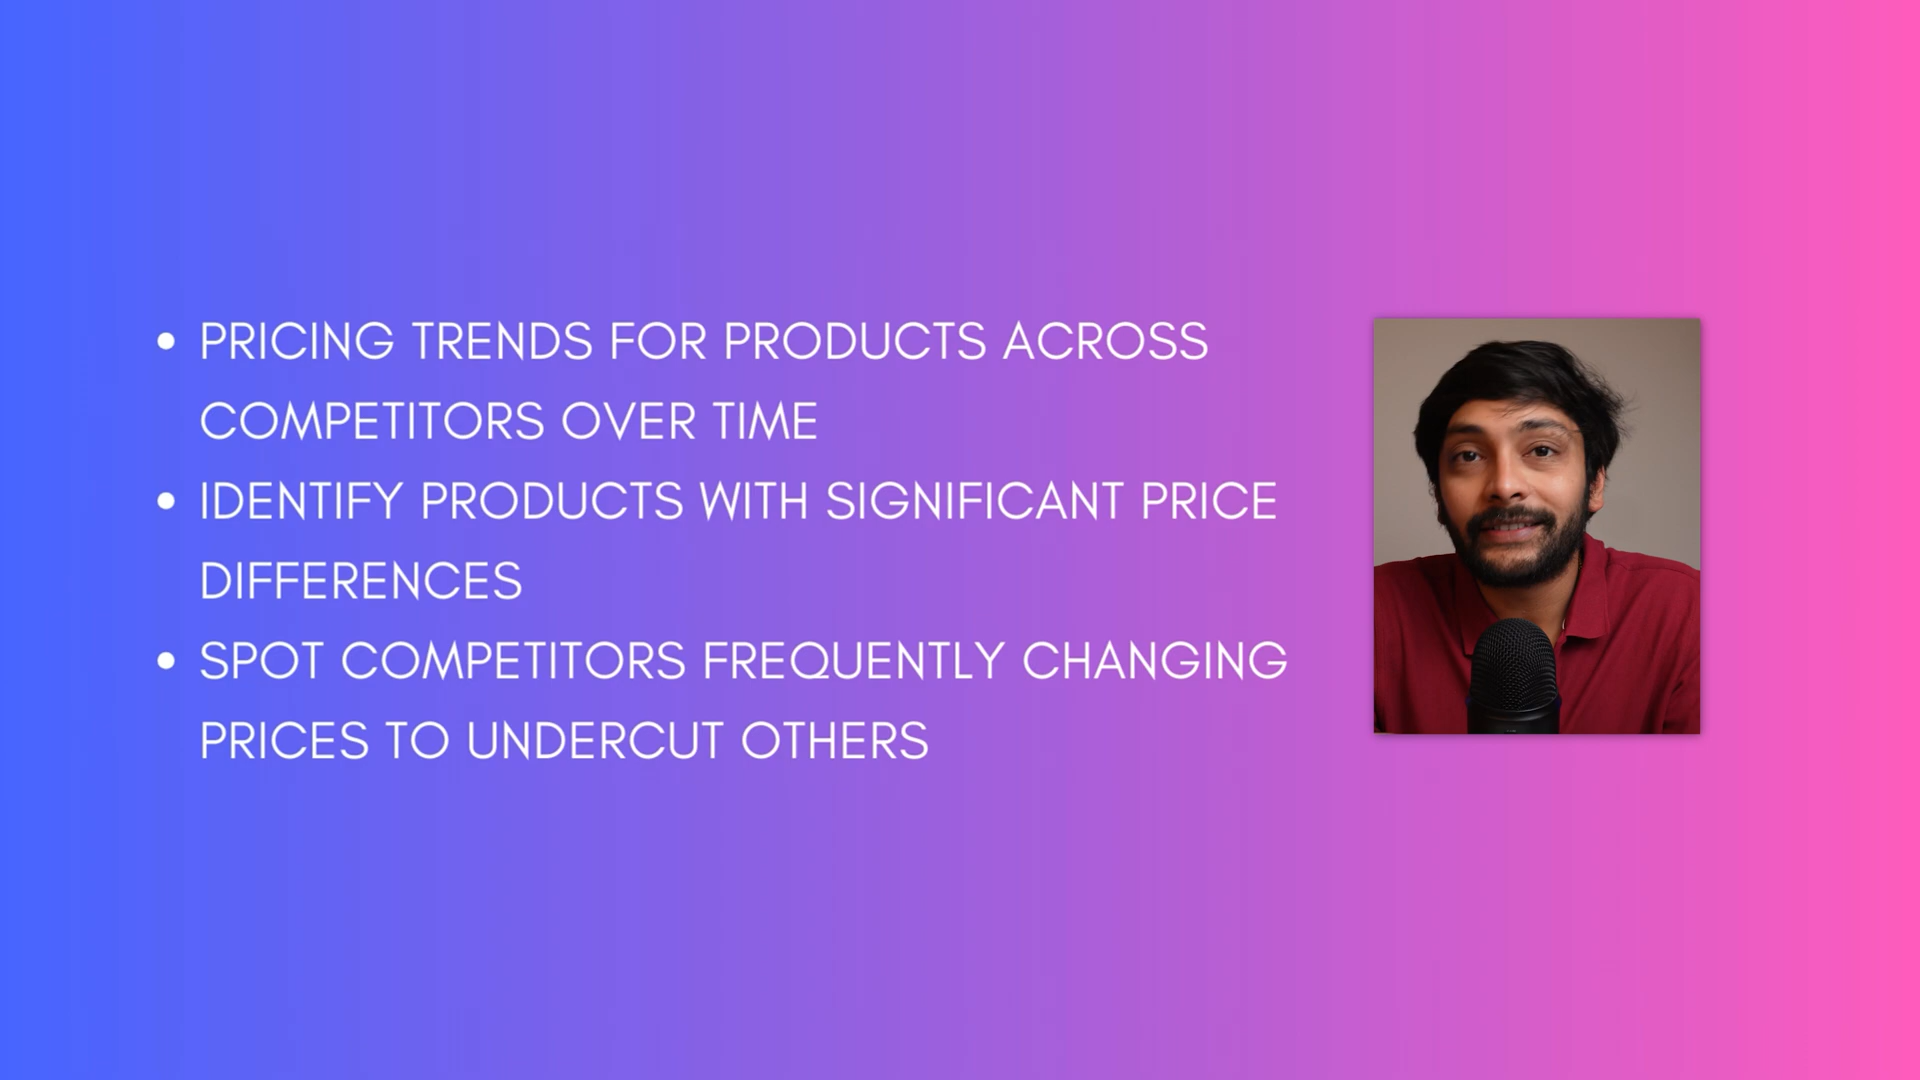 • PRICING TRENDS FOR PRODUCTS ACROSS
COMPETITORS OVER TIME
• IDENTIFY PRODUCTS WITH SIGNIFICANT PRICE
DIFFERENCES
• SPOT COMPETITORS FREQUENTLY CHANGING
PRICES TO UNDERCUT OTHERS